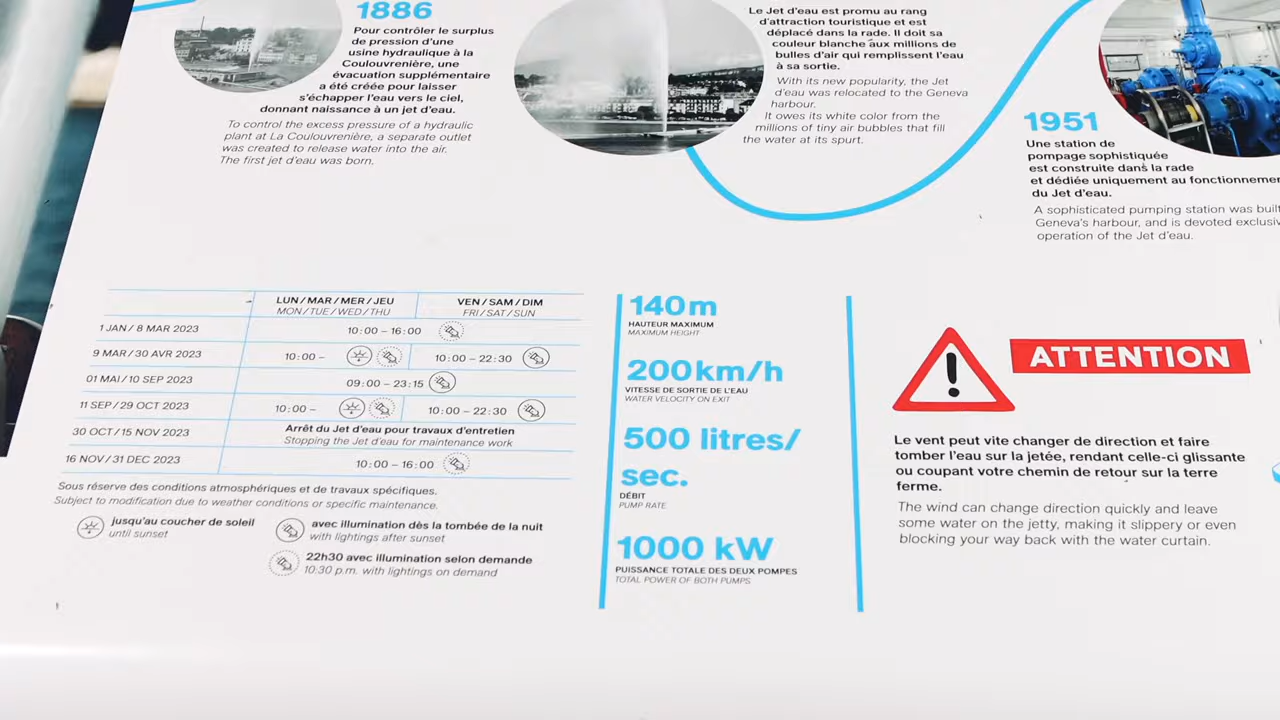 1886
Pour contrôler le surplus
de pression d'une
usine hydraulique à la
Coulouvrenière, une
évacuation supplémentaire
a été créée pour laisser
s'échapper l'eau vers le ciel,
donnant naissance à un jet d'eau.
To control the excess pressure of a hydraulic
plant at La Coulouvrenière, a separate outlet
was created to release water into the air.
The first jet d'eau was born.
Le Jet d'eau est promu au rang
d'attraction touristique et est
déplacé dans la rade. Il doit sa
couleur blanche aux millions de
bulles d'air qui remplissent l'eau
à sa sortie.
With its new popularity, the Jet
d'eau was relocated to the Geneva
harbour.
It owes its white color from the
millions of tiny air bubbles that fill
the water at its spurt.
1951
Une station de
pompage sophistiquée
est construite dans la rade
et dédiée uniquement au fonctionnemen
du Jet d'eau.
A sophisticated pumping station was built
Geneva's harbour, and is devoted exclusiv
operation of the Jet d'eau.
LUN / MAR / MER / JEU VEN / SAM / DIM
MON / TUE / WED / THU FRI / SAT / SUN
1 JAN / 8 MAR 2023 10:00 – 16:00
9 MAR / 30 AVR 2023 10:00 – 10:00 – 22:30
01 MAI / 10 SEP 2023 09:00 – 23:15
11 SEP / 29 OCT 2023 10:00 – 10:00 – 22:30
30 OCT / 15 NOV 2023 Arrêt du Jet d'eau pour travaux d'entretien
Stopping the Jet d'eau for maintenance work
16 NOV / 31 DEC 2023 10:00 – 16:00
Sous réserve des conditions atmosphériques et de travaux spécifiques.
Subject to modification due to weather conditions or specific maintenance.
jusqu'au coucher de soleil
until sunset
avec illumination dès la tombée de la nuit
with lightings after sunset
22h30 avec illumination selon demande
10:30 p.m. with lightings on demand
140 m
HAUTEUR MAXIMUM
MAXIMUM HEIGHT
200 km/h
VITESSE DE SORTIE DE L'EAU
WATER VELOCITY ON EXIT
500 litres/
sec.
DÉBIT
PUMP RATE
1000 kW
PUISSANCE TOTALE DES DEUX POMPES
TOTAL POWER OF BOTH PUMPS
ATTENTION
Le vent peut vite changer de direction et faire
tomber l'eau sur la jetée, rendant celle-ci glissante
ou coupant votre chemin de retour sur la terre
ferme.
The wind can change direction quickly and leave
some water on the jetty, making it slippery or even
blocking your way back with the water curtain.